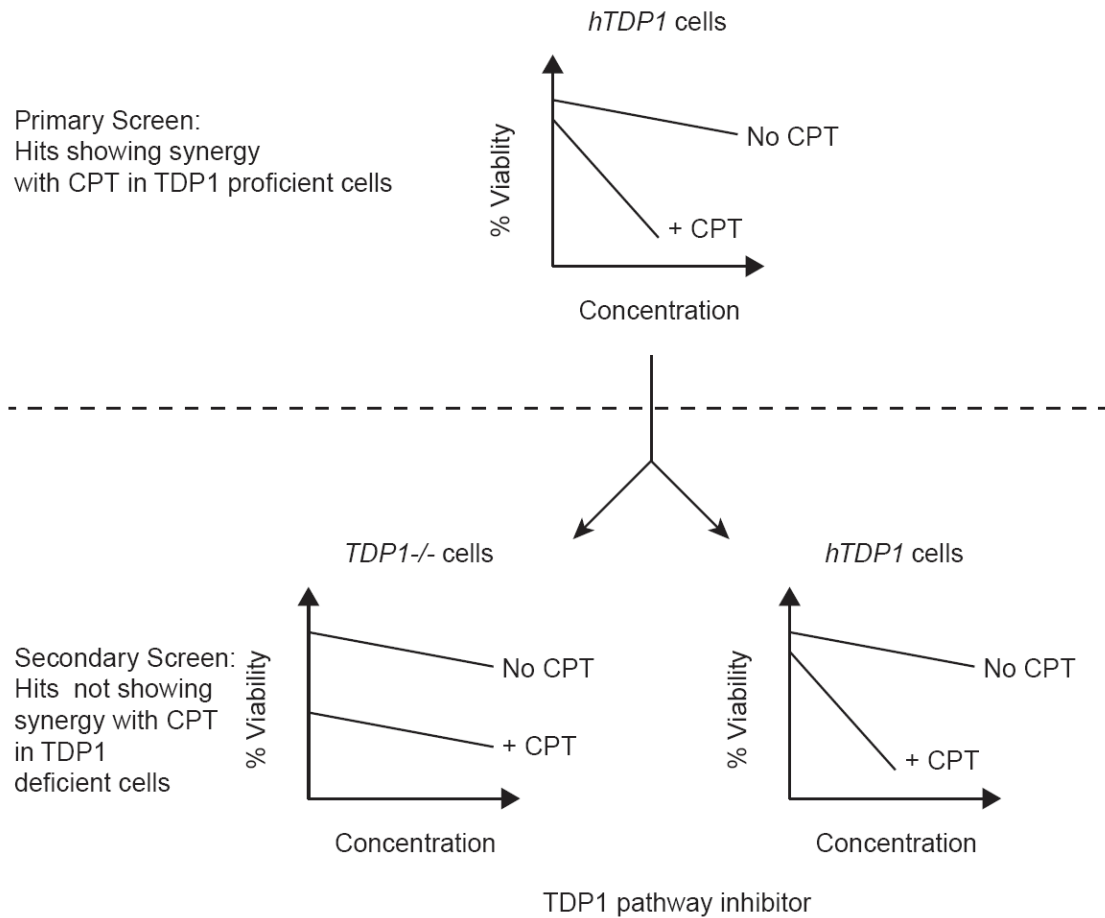 hTDP1 cells
Primary Screen:
Hits showing synergy
with CPT in TDP1 proficient cells
% Viablity
No CPT
+ CPT
Concentration
TDP1-/- cells
hTDP1 cells
Secondary Screen:
Hits  not showing
synergy with CPT
in TDP1
deficient cells
% Viability
No CPT
+ CPT
Concentration
% Viability
No CPT
+ CPT
Concentration
TDP1 pathway inhibitor